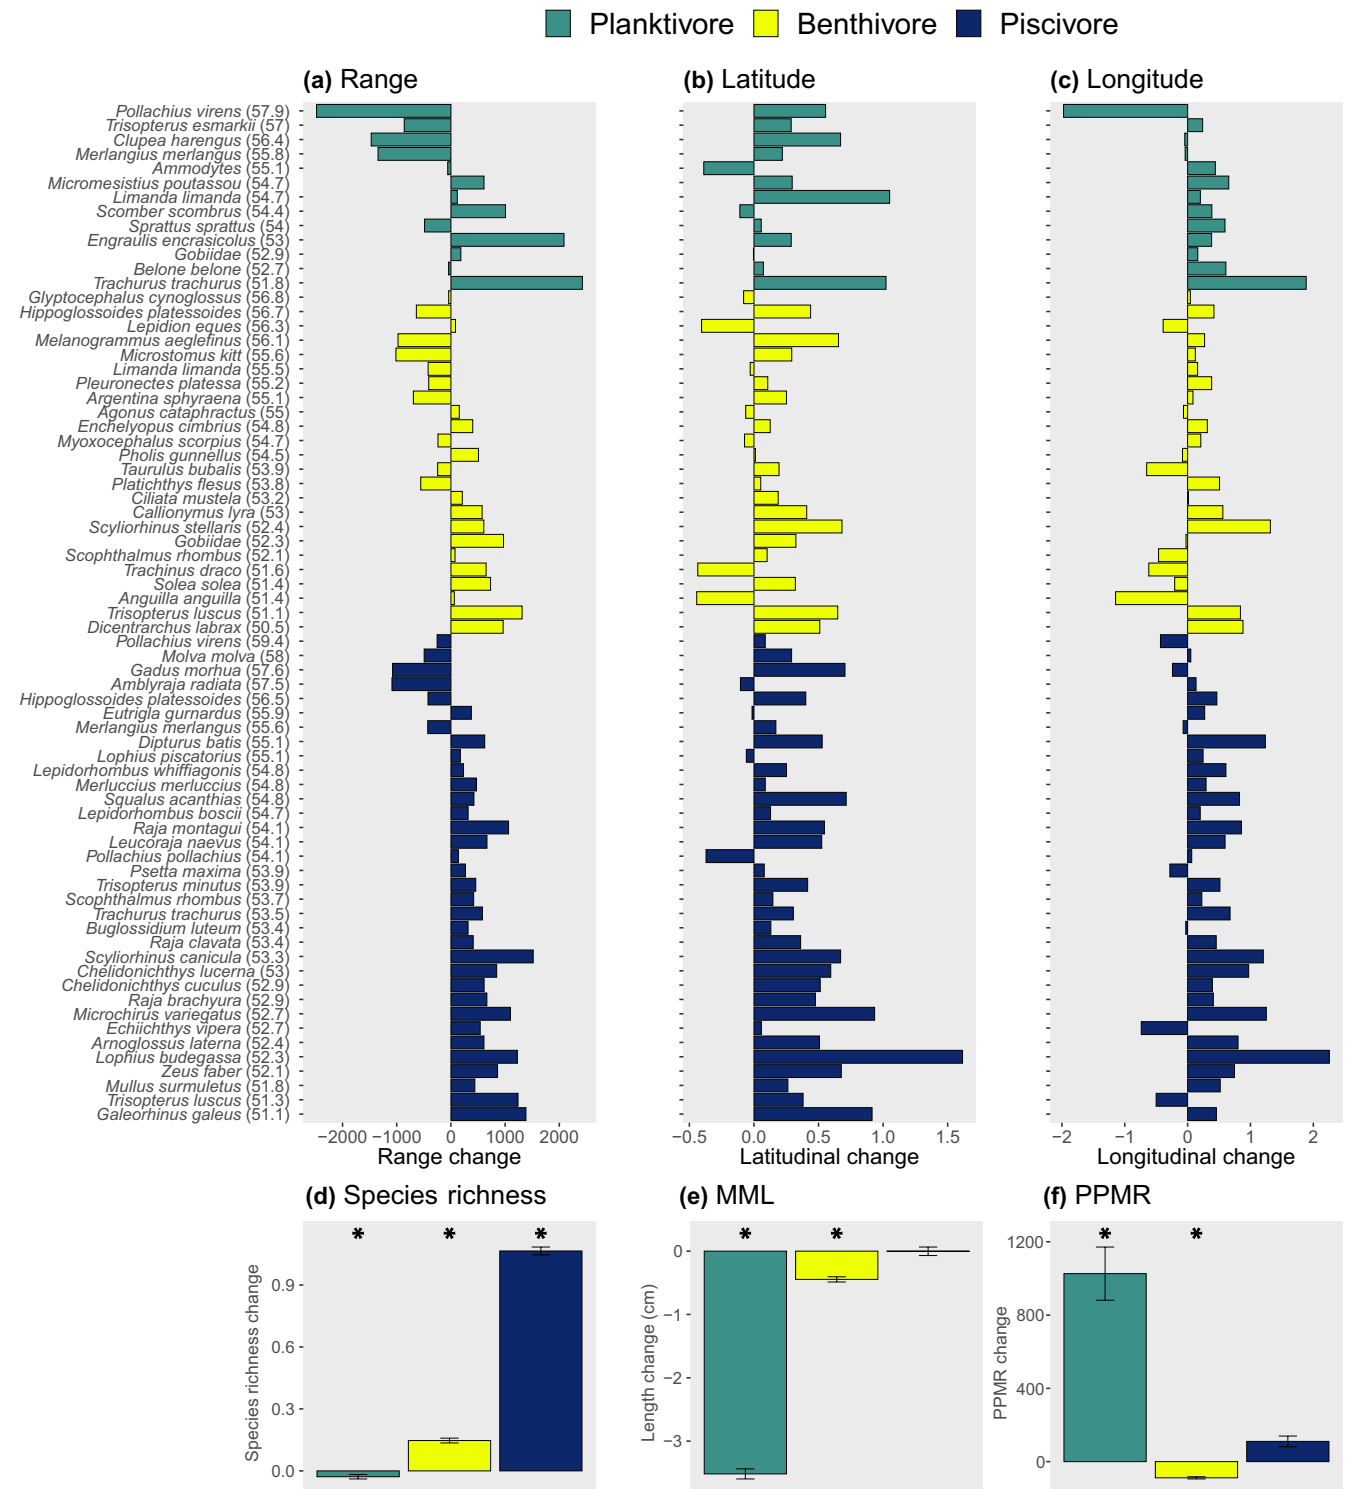 Planktivore Benthivore Piscivore
(a) Range (b) Latitude (c) Longitude
Pollachius virens (57.9)
Trisopterus esmarkii (57)
Clupea harengus (56.4)
Merlangius merlangus (55.8)
Ammodytes (55.1)
Micromesistius poutassou (54.7)
Limanda limanda (54.7)
Scomber scombrus (54.4)
Sprattus sprattus (54)
Engraulis encrasicolus (53)
Gobiidae (52.9)
Belone belone (52.7)
Trachurus trachurus (51.8)
Glyptocephalus cynoglossus (56.8)
Hippoglossoides platessoides (56.7)
Lepidion eques (56.3)
Melanogrammus aeglefinus (56.1)
Microstomus kitt (55.6)
Limanda limanda (55.5)
Pleuronectes platessa (55.2)
Argentina sphyraena (55.1)
Agonus cataphractus (55)
Enchelyopus cimbrius (54.8)
Myoxocephalus scorpius (54.7)
Pholis gunnellus (54.5)
Taurulus bubalis (53.9)
Platichthys flesus (53.8)
Ciliata mustela (53.2)
Callionymus lyra (53)
Scyliorhinus stellaris (52.4)
Gobiidae (52.3)
Scophthalmus rhombus (52.1)
Trachinus draco (51.6)
Solea solea (51.4)
Anguilla anguilla (51.4)
Trisopterus luscus (51.1)
Dicentrarchus labrax (50.5)
Pollachius virens (59.4)
Molva molva (58)
Gadus morhua (57.6)
Amblyraja radiata (57.5)
Hippoglossoides platessoides (56.5)
Eutrigla gurnardus (55.9)
Merlangius merlangus (55.6)
Dipturus batis (55.1)
Lophius piscatorius (55.1)
Lepidorhombus whiffiagonis (54.8)
Merluccius merluccius (54.8)
Squalus acanthias (54.8)
Lepidorhombus boscii (54.7)
Raja montagui (54.1)
Leucoraja naevus (54.1)
Pollachius pollachius (54.1)
Psetta maxima (53.9)
Trisopterus minutus (53.9)
Scophthalmus rhombus (53.7)
Trachurus trachurus (53.5)
Buglossidium luteum (53.4)
Raja clavata (53.4)
Scyliorhinus canicula (53.3)
Chelidonichthys lucerna (53)
Chelidonichthys cuculus (52.9)
Raja brachyura (52.9)
Microchirus variegatus (52.7)
Echiichthys vipera (52.7)
Arnoglossus laterna (52.4)
Lophius budegassa (52.3)
Zeus faber (52.1)
Mullus surmuletus (51.8)
Trisopterus luscus (51.3)
Galeorhinus galeus (51.1)
−2000 −1000 0 1000 2000 −0.5 0.0 0.5 1.0 1.5 −2 −1 0 1 2
Range change Latitudinal change Longitudinal change
(d) Species richness (e) MML (f) PPMR
* * * * * * *
Species richness change
0.9
0.6
0.3
0.0
Length change (cm)
0
−1
−2
−3
PPMR change
1200
800
400
0